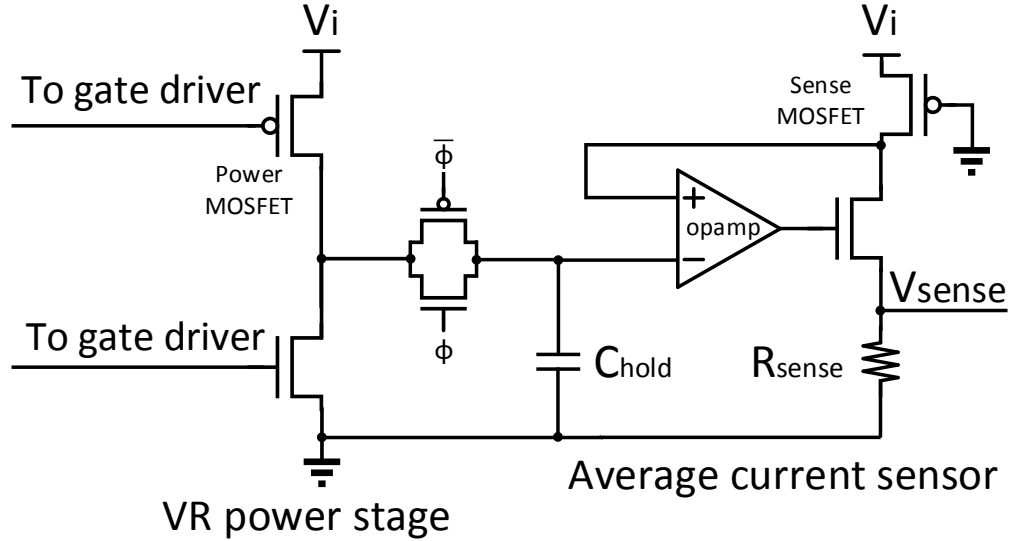 Vi
Vi
To gate driver
Sense
MOSFET
Power
MOSFET
ϕ̅
+
opamp
−
Vsense
To gate driver
ϕ
Chold
Rsense
Average current sensor
VR power stage